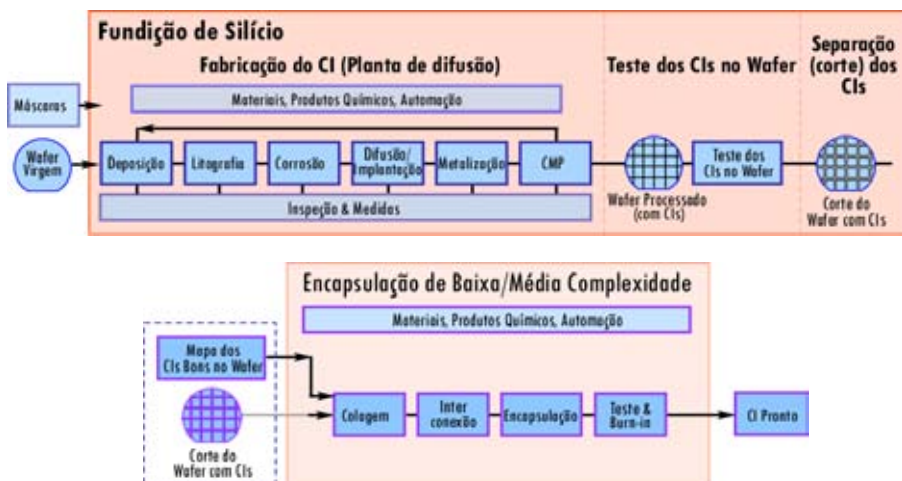 Fundição de Silício
Fabricação do CI (Planta de difusão)
Teste dos CIs no Wafer
Separação
(corte) dos
CIs
Máscaras
Materiais, Produtos Químicos, Automação
Wafer
Virgem
Deposição
Litografia
Corrosão
Difusão/
Implantação
Metalização
CMP
Inspeção & Medidas
Wafer Processado
(com CIs)
Teste dos
CIs no Wafer
Corte do
Wafer com CIs
Encapsulação de Baixa/Média Complexidade
Materiais, Produtos Químicos, Automação
Mapa dos
CIs Bons no Wafer
Corte do
Wafer com CIs
Colagem
Inter
conexão
Encapsulação
Teste &
Burn-in
CI Pronto